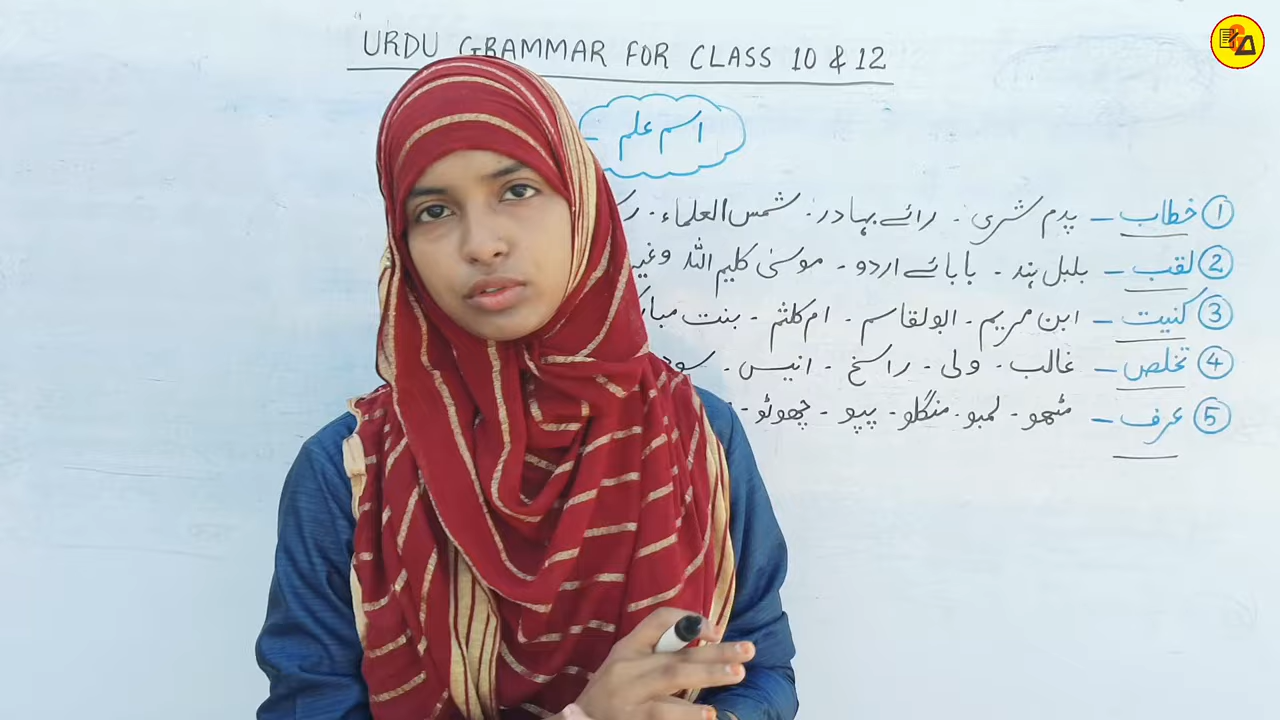 URDU GRAMMAR FOR CLASS 10 & 12
اسم علم -
① خطاب - پدم شری - رائے بہادر - شمس العلماء -
② لقب - بلبل ہند - بابائے اردو - موسیٰ کلیم اللہ
③ کنیت - ابن مریم - ابولقاسم - ام کلثم - بنت
④ تخلص - غالب - ولی - راسخ - انیس -
⑤ عرف - مٹھو - لمبو - منگلو - پپو - چھوٹو -